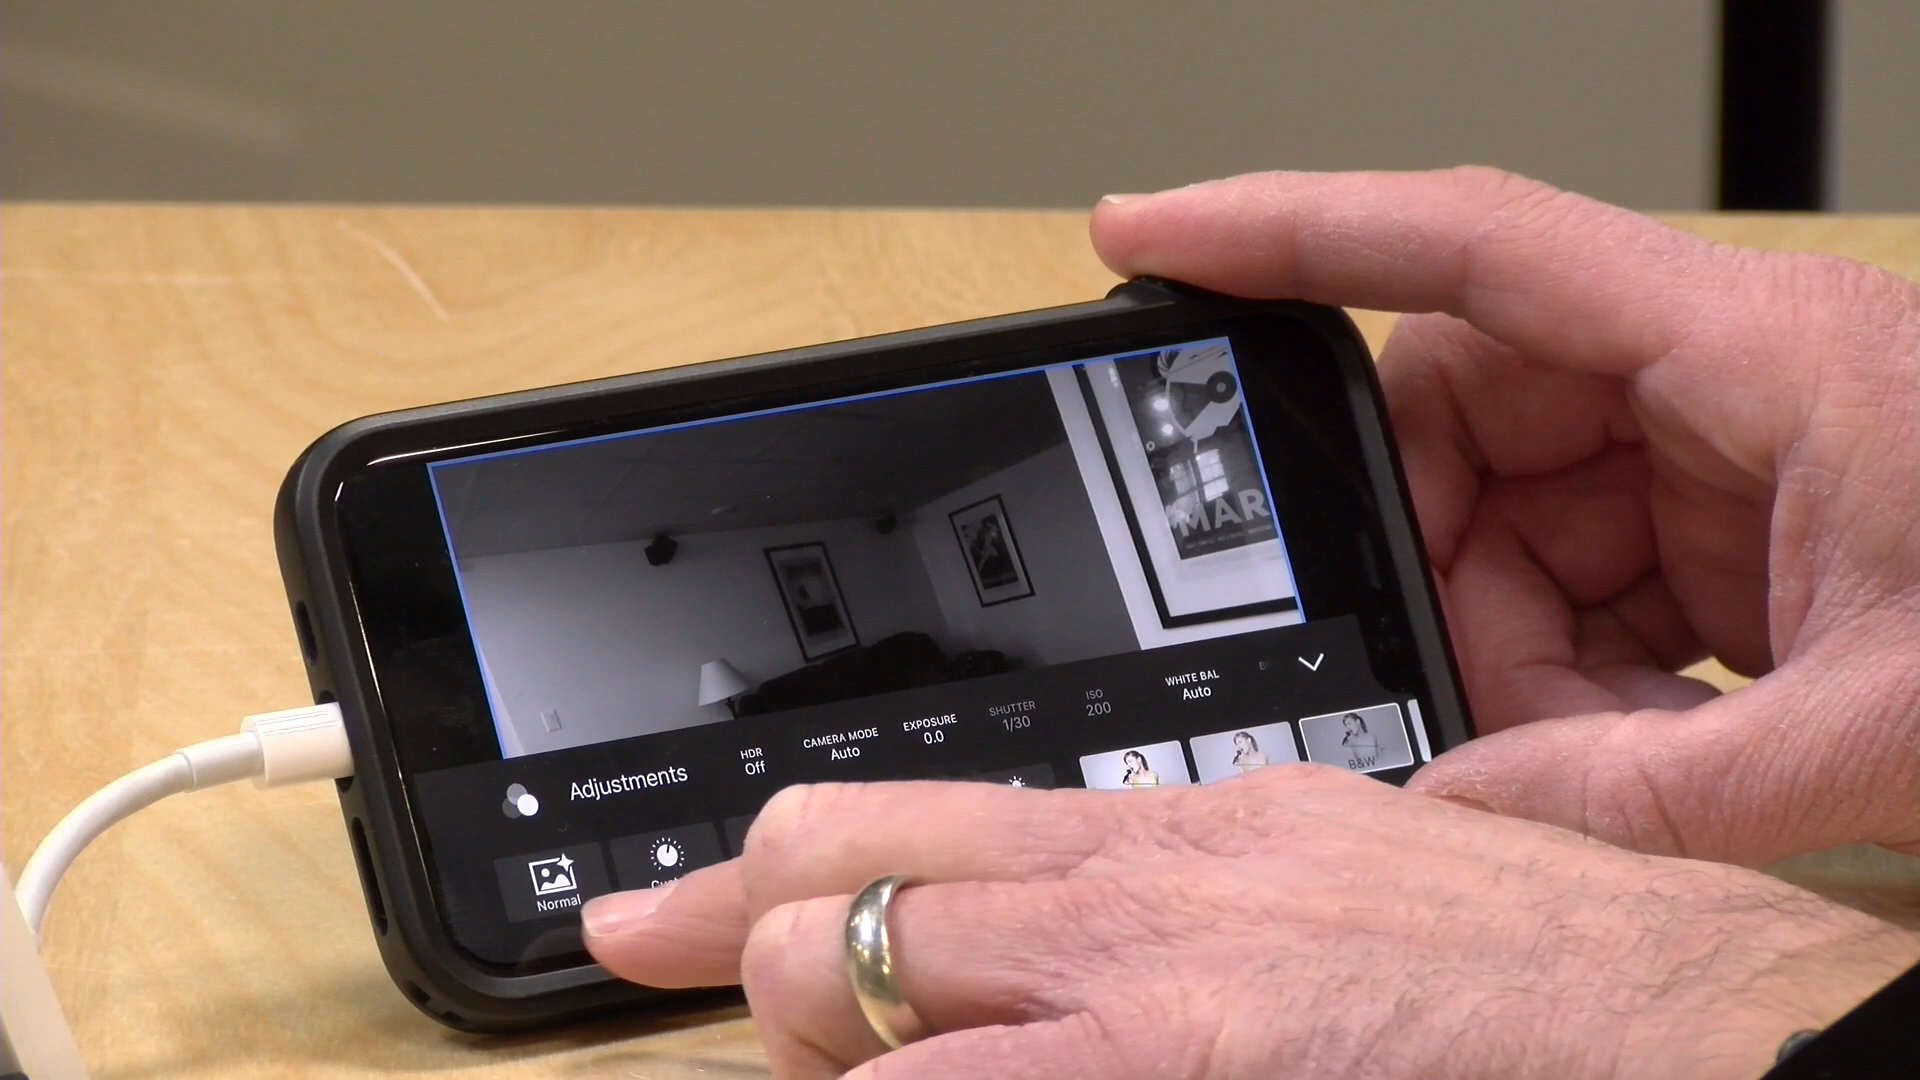 MAR
HDR
Off
CAMERA MODE
Auto
EXPOSURE
0.0
SHUTTER
1/30
ISO
200
WHITE BAL
Auto
Adjustments
B&W
Normal